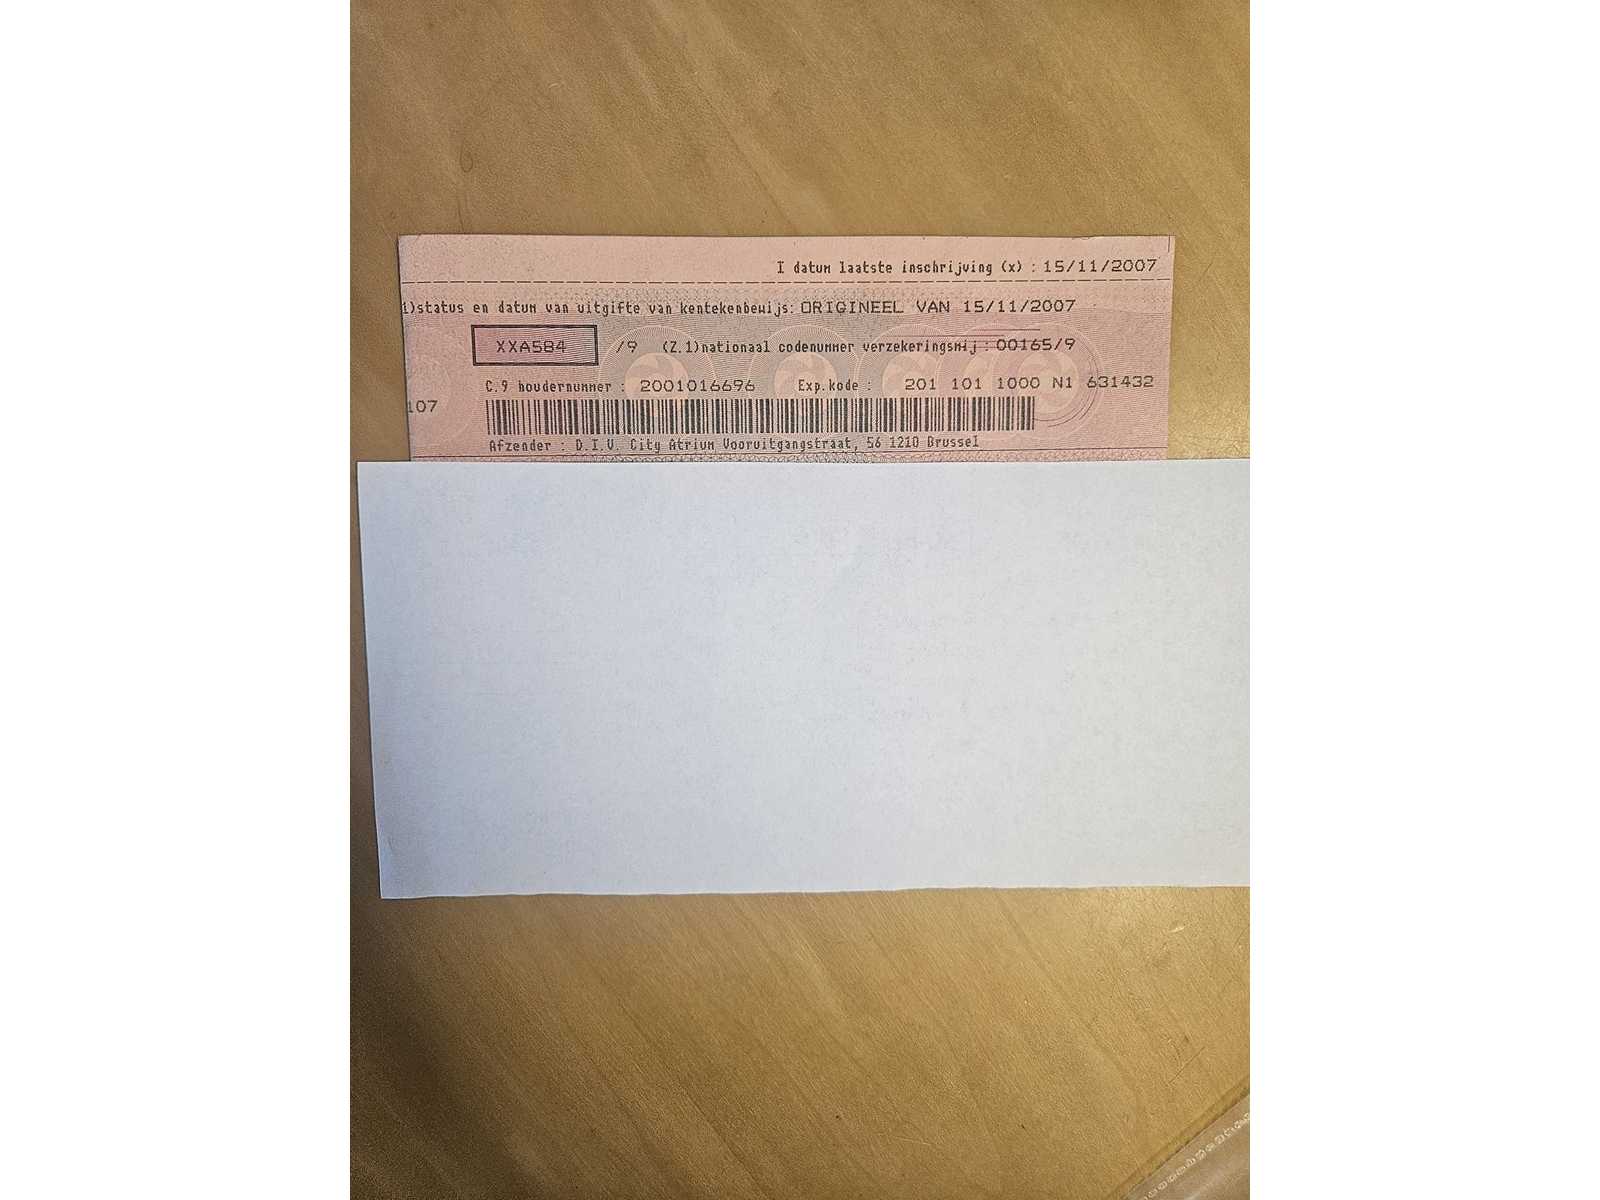 I datum laatste inschrijving (x) : 15/11/2007
1)status en datum van uitgifte van kentekenbewijs: ORIGINEEL VAN 15/11/2007
XXA584 /9 (Z.1)nationaal codenummer verzekeringsmij : 00165/9
C.9 houdernummer : 2001016696 Exp.kode : 201 101 1000 N1 631432
107
Afzender : D.I.V. City Atrium Vooruitgangstraat, 56 1210 Brussel